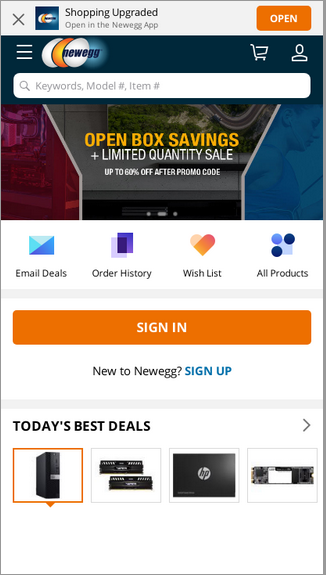 Shopping Upgraded
Open in the Newegg App
OPEN
newegg
Keywords, Model #, Item #
OPEN BOX SAVINGS
+ LIMITED QUANTITY SALE
UP TO 60% OFF AFTER PROMO CODE
Email Deals
Order History
Wish List
All Products
SIGN IN
New to Newegg? SIGN UP
TODAY'S BEST DEALS
hp